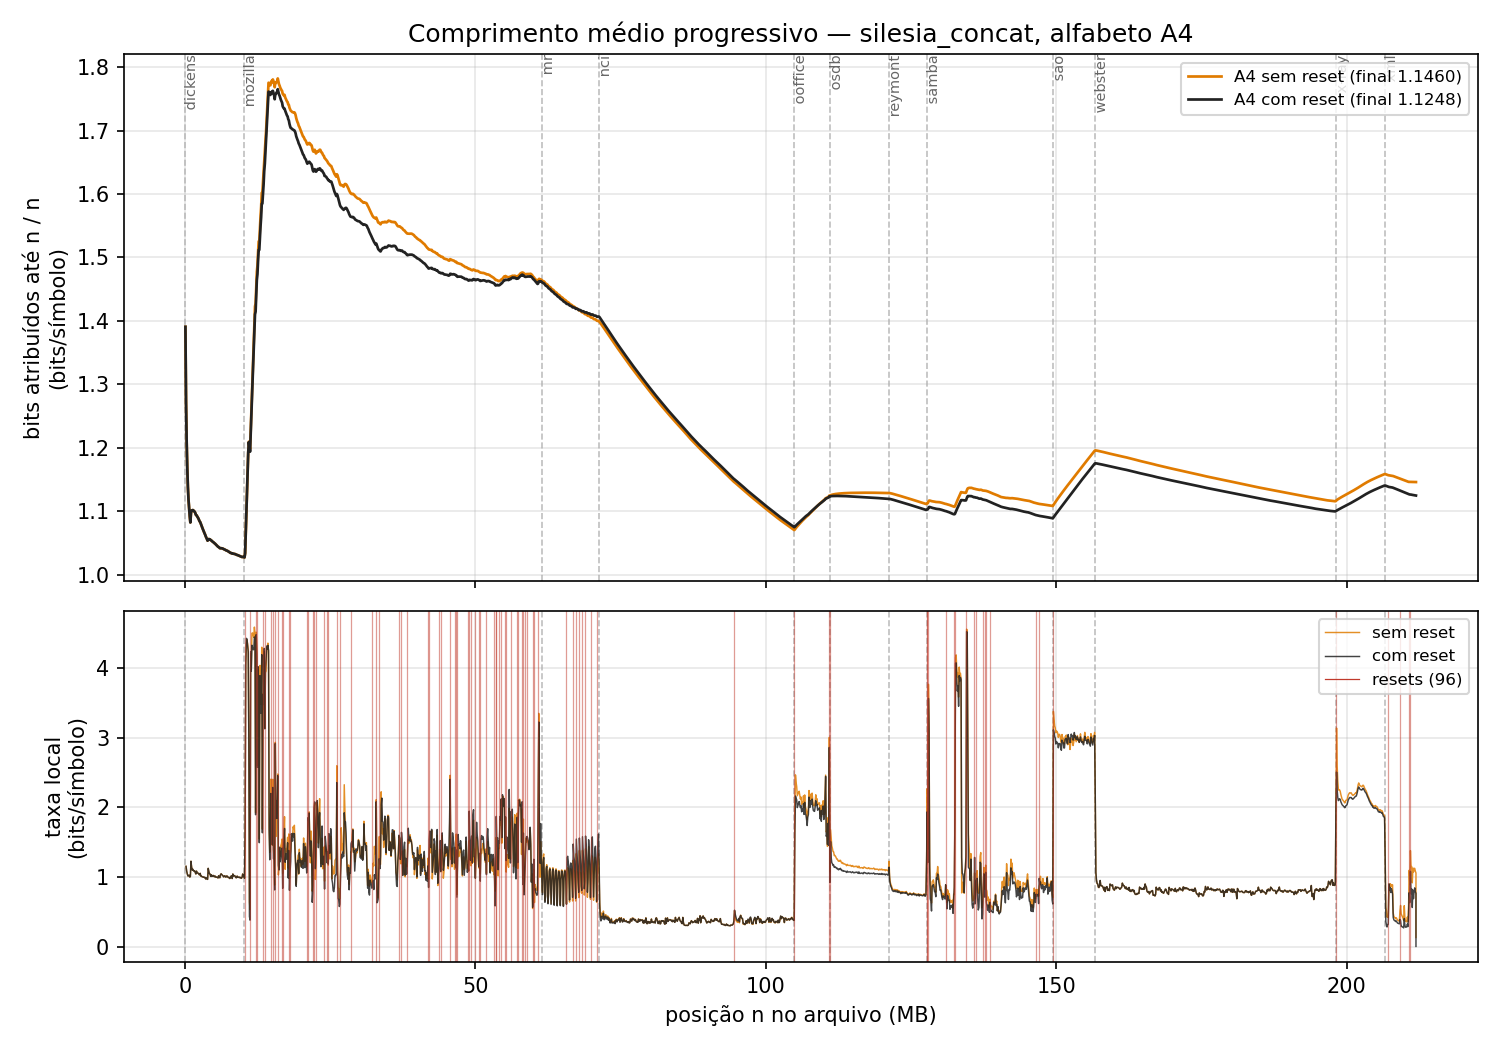 Comprimento médio progressivo — silesia_concat, alfabeto A4
1.8
1.7
1.6
1.5
1.4
1.3
1.2
1.1
1.0
bits atribuídos até n / n
(bits/símbolo)
dickens
mozilla
mr
nci
ooffice
osdb
reymont
samba
sao
webster
A4 sem reset (final 1.1460)
A4 com reset (final 1.1248)
4
3
2
1
0
taxa local
(bits/símbolo)
sem reset
com reset
resets (96)
0
50
100
150
200
posição n no arquivo (MB)